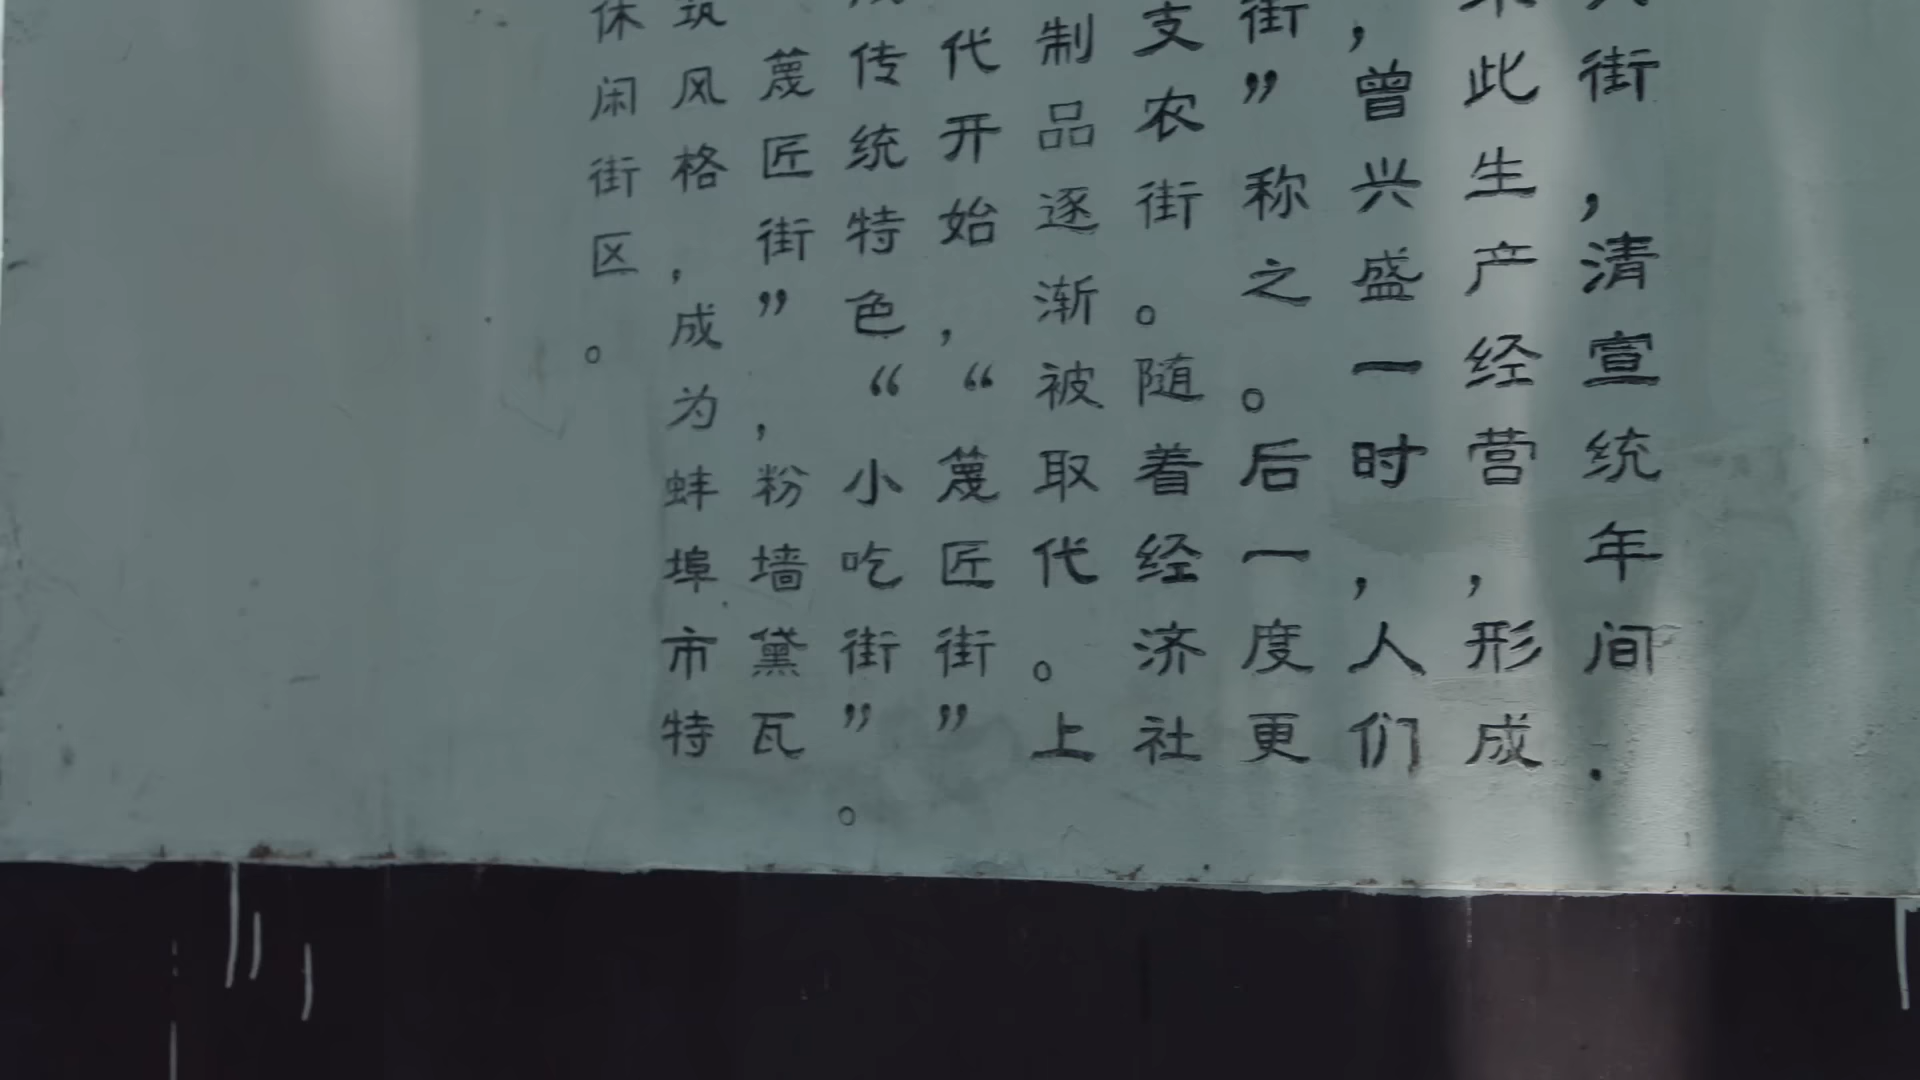 街，清宣统年间．
此生产经营，形成
，曾兴盛一时，人们
街”称之。后一度更
支农街。随着经济社
制品逐渐被取代。上
代开始，“篾匠街”
传统特色“小吃街”。
篾匠街”，粉墙黛瓦
筑风格，成为蚌埠市特
休闲街区。